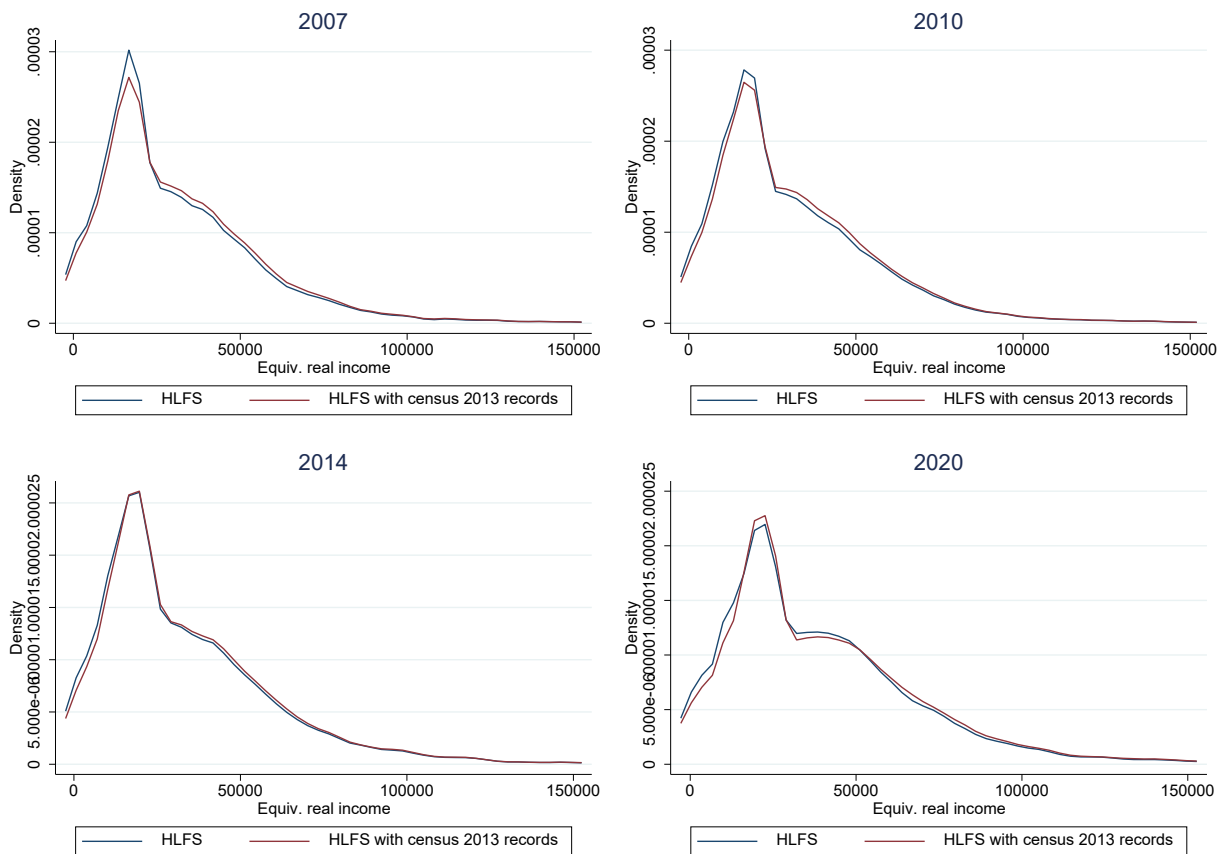 2007
Density
0 .00001 .00002 .00003
0 50000 100000 150000
Equiv. real income
HLFS HLFS with census 2013 records
2010
Density
0 .00001 .00002 .00003
0 50000 100000 150000
Equiv. real income
HLFS HLFS with census 2013 records
2014
Density
0 5.000e-06 .00001 .000015 .00002 .000025
0 50000 100000 150000
Equiv. real income
HLFS HLFS with census 2013 records
2020
Density
0 5.000e-06 .00001 .000015 .00002 .000025
0 50000 100000 150000
Equiv. real income
HLFS HLFS with census 2013 records